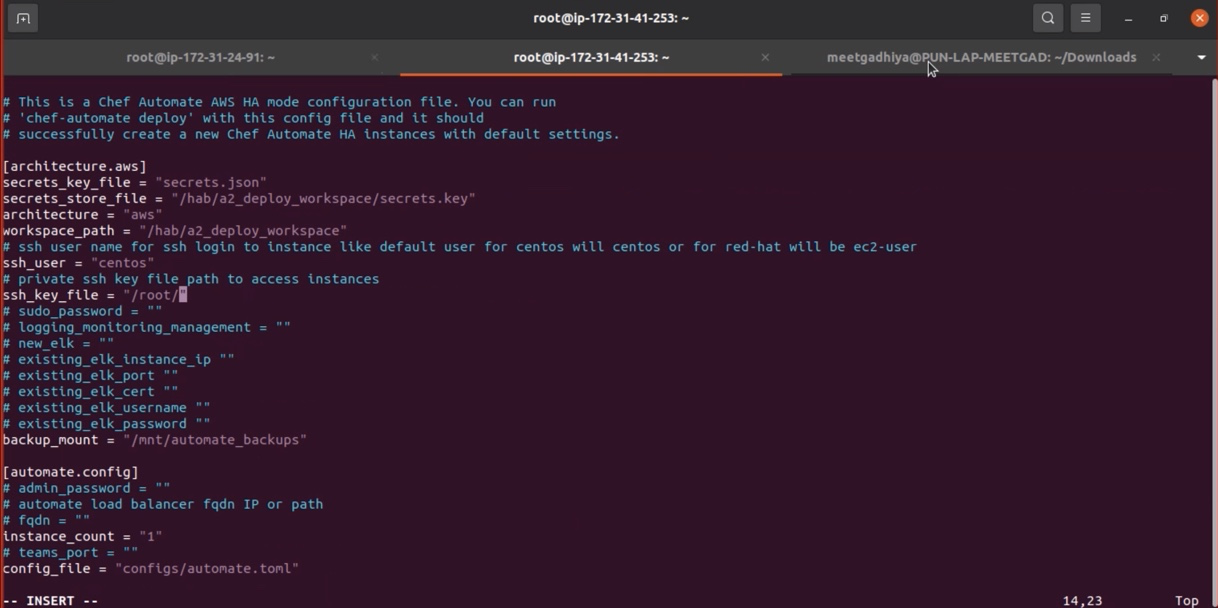 root@ip-172-31-41-253: ~
root@ip-172-31-24-91: ~
root@ip-172-31-41-253: ~
meetgadhiya@PUN-LAP-MEETGAD: ~/Downloads
# This is a Chef Automate AWS HA mode configuration file. You can run
# 'chef-automate deploy' with this config file and it should
# successfully create a new Chef Automate HA instances with default settings.
[architecture.aws]
secrets_key_file = "secrets.json"
secrets_store_file = "/hab/a2_deploy_workspace/secrets.key"
architecture = "aws"
workspace_path = "/hab/a2_deploy_workspace"
# ssh user name for ssh login to instance like default user for centos will centos or for red-hat will be ec2-user
ssh_user = "centos"
# private ssh key file path to access instances
ssh_key_file = "/root/"
# sudo_password = ""
# logging_monitoring_management = ""
# new_elk = ""
# existing_elk_instance_ip ""
# existing_elk_port ""
# existing_elk_cert ""
# existing_elk_username ""
# existing_elk_password ""
backup_mount = "/mnt/automate_backups"
[automate.config]
# admin_password = ""
# automate load balancer fqdn IP or path
# fqdn = ""
instance_count = "1"
# teams_port = ""
config_file = "configs/automate.toml"
-- INSERT --
14,23
Top